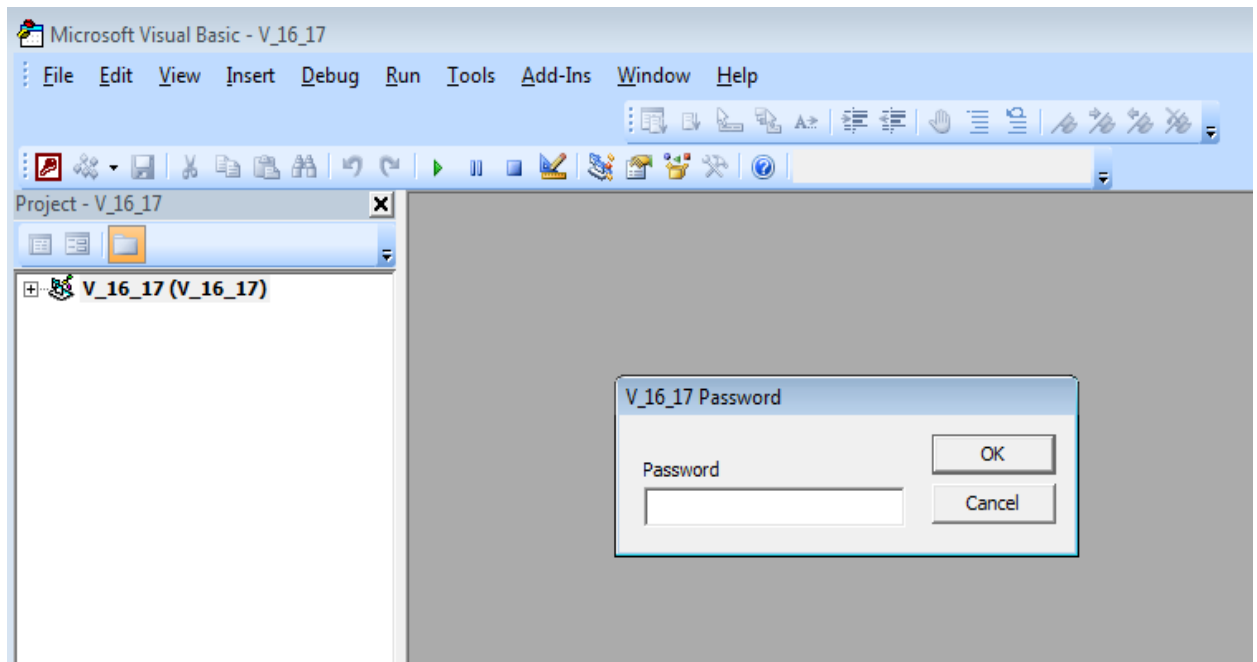 Microsoft Visual Basic - V_16_17
File Edit View Insert Debug Run Tools Add-Ins Window Help
Project - V_16_17
V_16_17 (V_16_17)
V_16_17 Password
Password
OK
Cancel